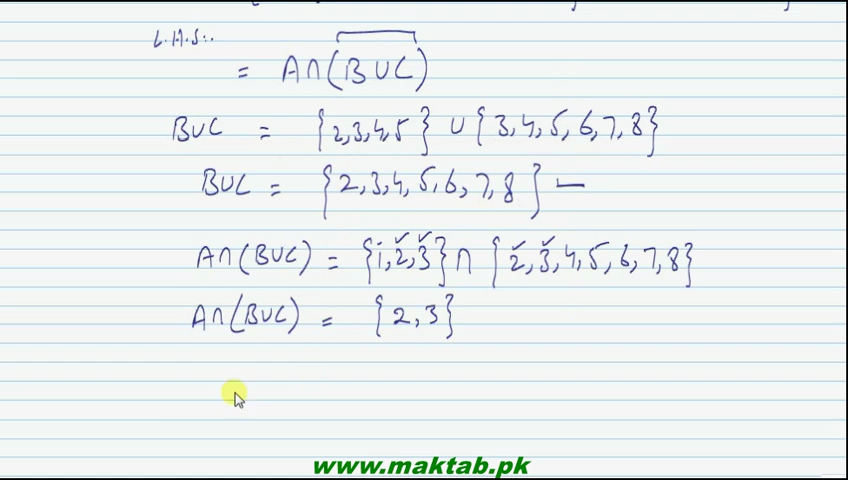 L.H.S:.
= A∩(B∪C)
B∪C = {2,3,4,5} ∪ {3,4,5,6,7,8}
B∪C = {2,3,4,5,6,7,8} —
A∩(B∪C) = {1,2,3} ∩ {2,3,4,5,6,7,8}
A∩(B∪C) = {2,3}
www.maktab.pk